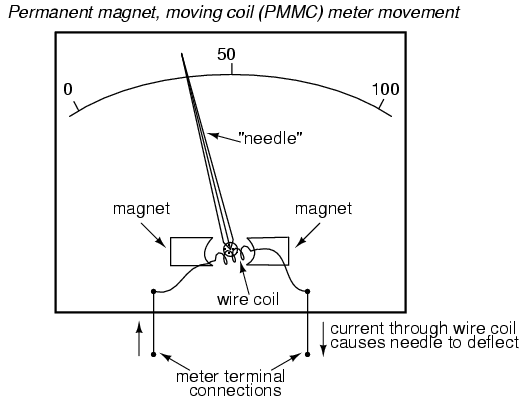 Permanent magnet, moving coil (PMMC) meter movement
50
0
100
"needle"
magnet
magnet
wire coil
current through wire coil
causes needle to deflect
meter terminal
connections